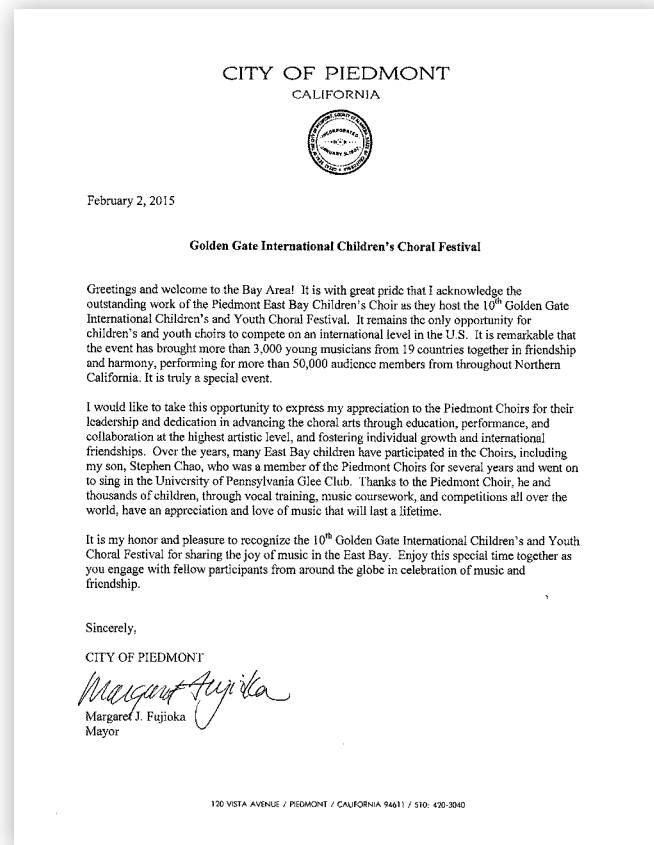 CITY OF PIEDMONT
CALIFORNIA
INCORPORATED
JANUARY 31, 1907
February 2, 2015
Golden Gate International Children's Choral Festival
Greetings and welcome to the Bay Area! It is with great pride that I acknowledge the
outstanding work of the Piedmont East Bay Children's Choir as they host the 10th Golden Gate
International Children's and Youth Choral Festival. It remains the only opportunity for
children's and youth choirs to compete on an international level in the U.S. It is remarkable that
the event has brought more than 3,000 young musicians from 19 countries together in friendship
and harmony, performing for more than 50,000 audience members from throughout Northern
California. It is truly a special event.
I would like to take this opportunity to express my appreciation to the Piedmont Choirs for their
leadership and dedication in advancing the choral arts through education, performance, and
collaboration at the highest artistic level, and fostering individual growth and international
friendships. Over the years, many East Bay children have participated in the Choirs, including
my son, Stephen Chao, who was a member of the Piedmont Choirs for several years and went on
to sing in the University of Pennsylvania Glee Club. Thanks to the Piedmont Choir, he and
thousands of children, through vocal training, music coursework, and competitions all over the
world, have an appreciation and love of music that will last a lifetime.
It is my honor and pleasure to recognize the 10th Golden Gate International Children's and Youth
Choral Festival for sharing the joy of music in the East Bay. Enjoy this special time together as
you engage with fellow participants from around the globe in celebration of music and
friendship.
Sincerely,
CITY OF PIEDMONT
Margaret Fujioka
Margaret J. Fujioka
Mayor
120 VISTA AVENUE / PIEDMONT / CALIFORNIA 94611 / 510: 420-3040